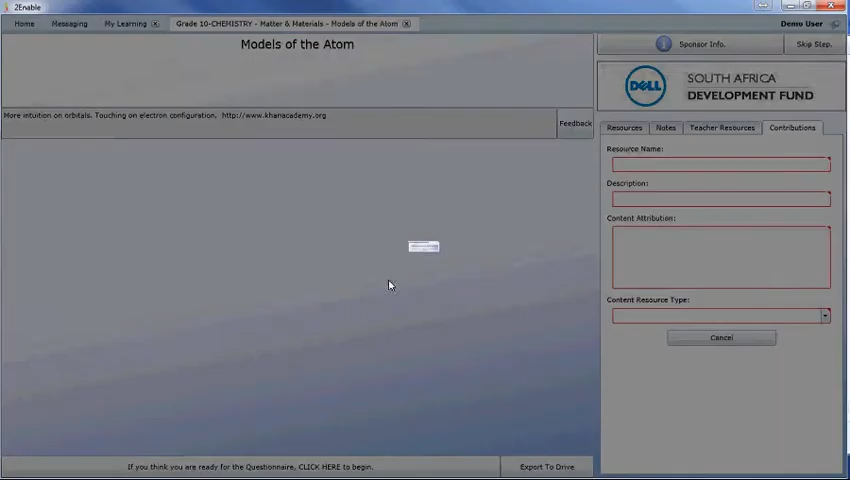 2Enable
Home Messaging My Learning Grade 10-CHEMISTRY - Matter & Materials - Models of the Atom Demo User
Models of the Atom
Sponsor Info. Skip Step.
DELL SOUTH AFRICA
DEVELOPMENT FUND
More intuition on orbitals. Touching on electron configuration. http://www.khanacademy.org
Feedback
Resources Notes Teacher Resources Contributions
Resource Name:
Description:
Content Attribution:
Content Resource Type:
Cancel
If you think you are ready for the Questionnaire, CLICK HERE to begin. Export To Drive